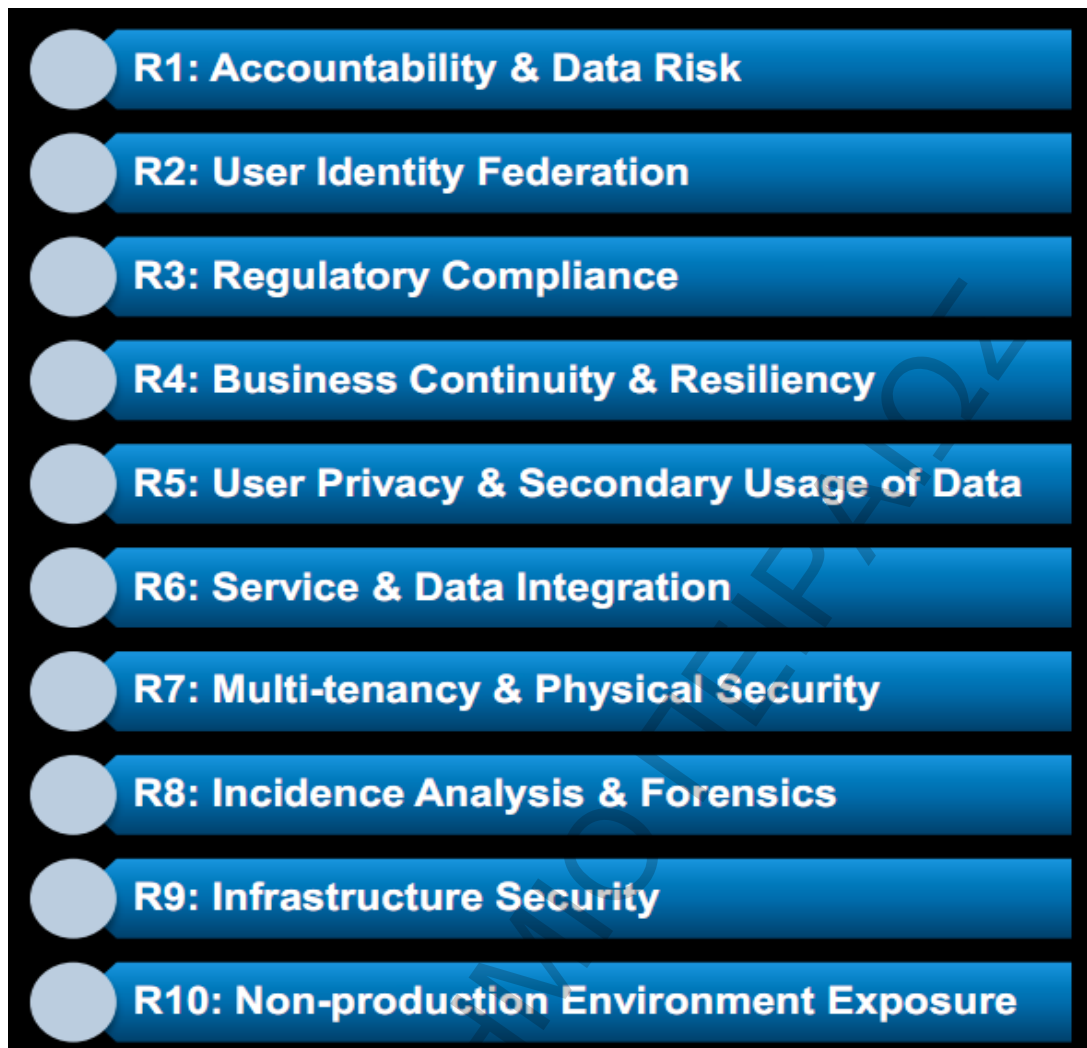 R1: Accountability & Data Risk
R2: User Identity Federation
R3: Regulatory Compliance
R4: Business Continuity & Resiliency
R5: User Privacy & Secondary Usage of Data
R6: Service & Data Integration
R7: Multi-tenancy & Physical Security
R8: Incidence Analysis & Forensics
R9: Infrastructure Security
R10: Non-production Environment Exposure